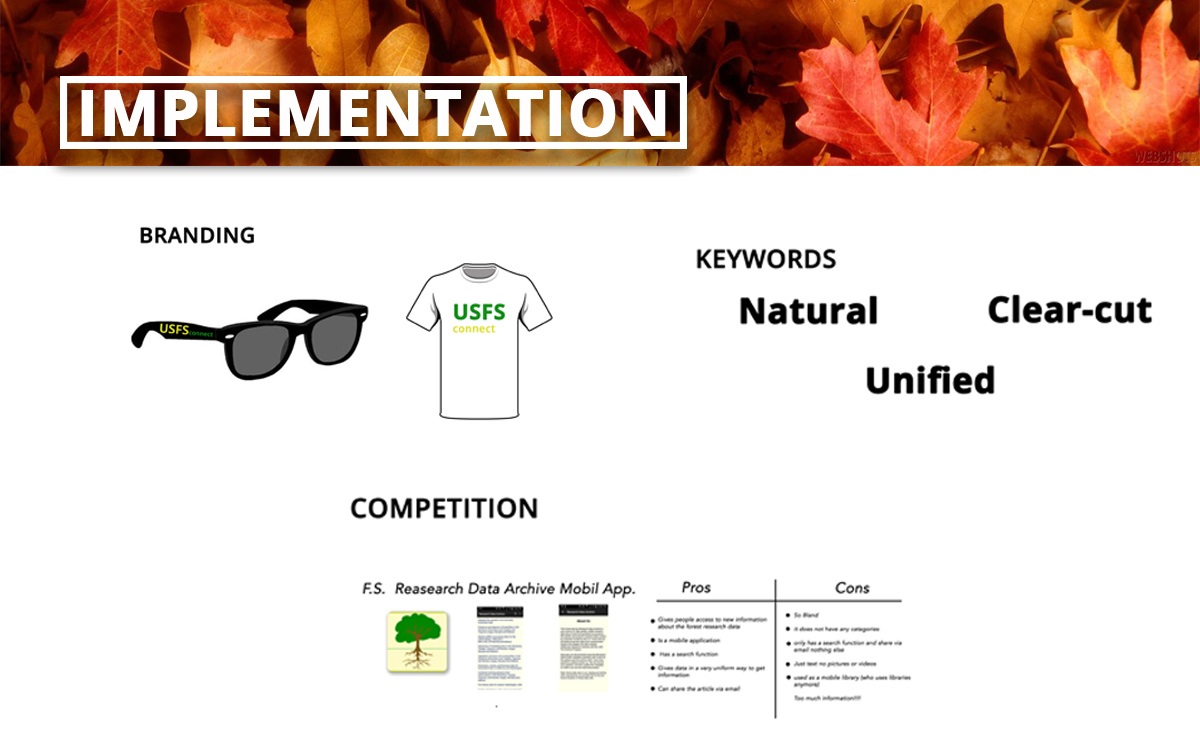 IMPLEMENTATION
WEBSHOTS
BRANDING
USFSconnect
USFS
connect
KEYWORDS
Natural
Clear-cut
Unified
COMPETITION
F.S. Reasearch Data Archive Mobil App.
Pros
Gives people access to new information
about the forest research data
Is a mobile application
Has a search function
Gives data in a very uniform way to get
information
Can share the article via email
Cons
So Bland
it does not have any categories
only has a search function and share via
email nothing else
Just text no pictures or videos
used as a mobile library (who uses libraries
anymore)
Too much information!!!!